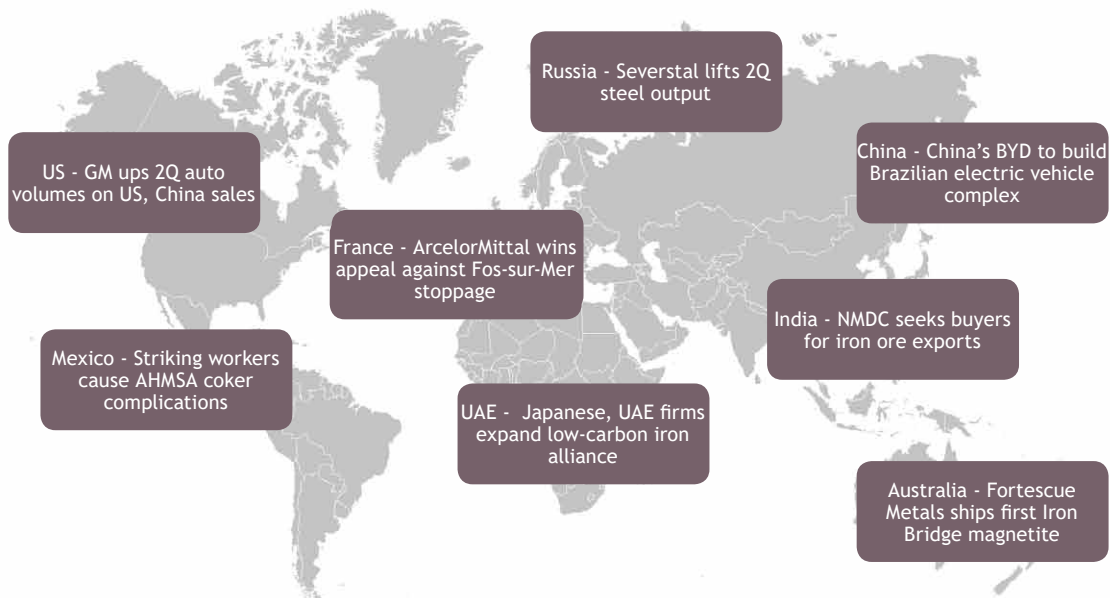 Russia - Severstal lifts 2Q
steel output
US - GM ups 2Q auto
volumes on US, China sales
China - China’s BYD to build
Brazilian electric vehicle
complex
France - ArcelorMittal wins
appeal against Fos-sur-Mer
stoppage
India - NMDC seeks buyers
for iron ore exports
Mexico - Striking workers
cause AHMSA coker
complications
UAE - Japanese, UAE firms
expand low-carbon iron
alliance
Australia - Fortescue
Metals ships first Iron
Bridge magnetite